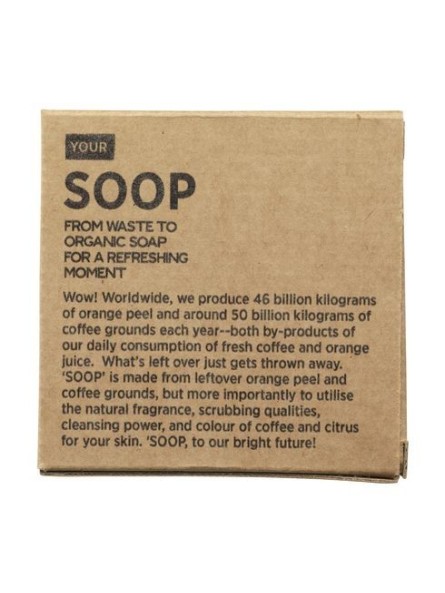 YOUR
SOOP
FROM WASTE TO
ORGANIC SOAP
FOR A REFRESHING
MOMENT
Wow! Worldwide, we produce 46 billion kilograms
of orange peel and around 50 billion kilograms of
coffee grounds each year--both by-products of
our daily consumption of fresh coffee and orange
juice. What's left over just gets thrown away.
'SOOP' is made from leftover orange peel and
coffee grounds, but more importantly to utilise
the natural fragrance, scrubbing qualities,
cleansing power, and colour of coffee and citrus
for your skin. 'SOOP, to our bright future!